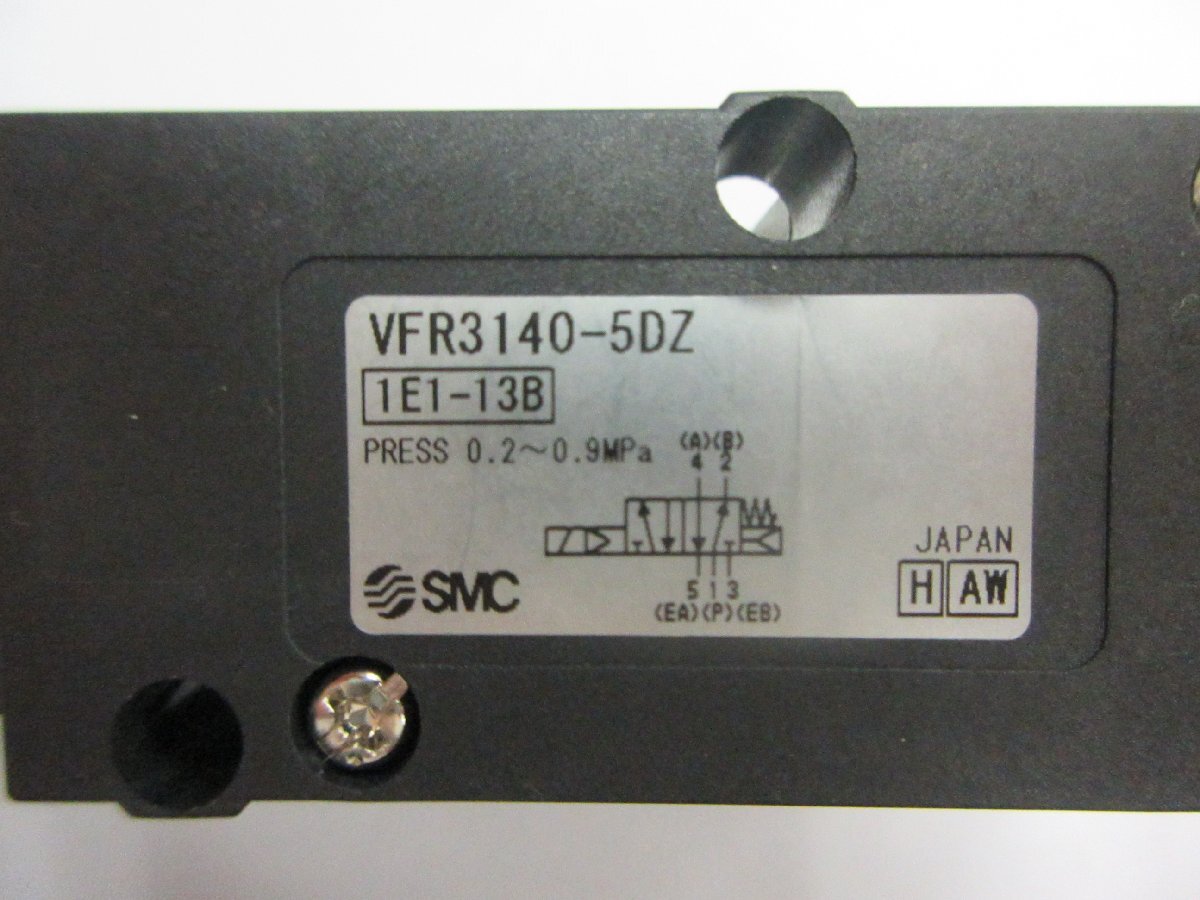 VFR3140-5DZ
1E1-13B
PRESS 0.2~0.9MPa
(A)(B)
4 2
5 1 3
(EA)(P)(EB)
SMC
JAPAN
H AW